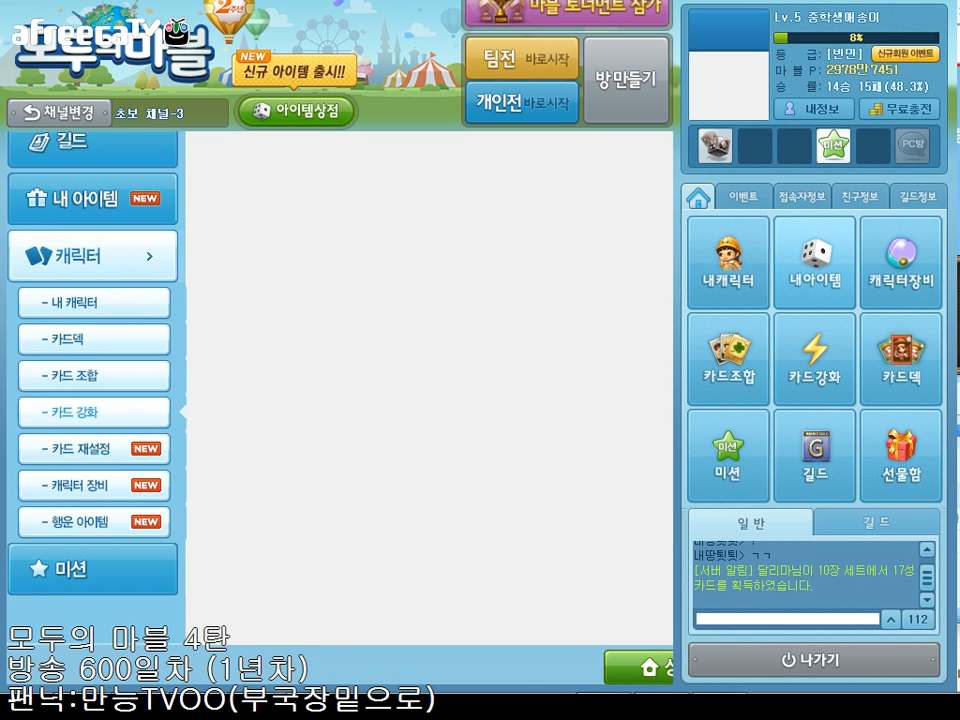 afreecaTV
모두의마블
2주년
NEW
신규 아이템 출시!!
마블 토너먼트 참가
팀전 바로시작
개인전 바로시작
방만들기
채널변경
초보 채널-3
아이템상점
Lv.5 중학생애송이
8%
등 급: [빈민] 신규회원 이벤트
마 블 P: 2978만 7451
승 률: 14승 15패(48.3%)
내정보
무료충전
미션
PC방
길드
내 아이템 NEW
캐릭터
- 내 캐릭터
- 카드덱
- 카드 조합
- 카드 강화
- 카드 재설정 NEW
- 캐릭터 장비 NEW
- 행운 아이템 NEW
미션
이벤트
접속자정보
친구정보
길드정보
내캐릭터
내아이템
캐릭터장비
카드조합
카드강화
카드덱
미션
미션
G
길드
선물함
일 반
길 드
내땅튓튓> ㄱㄱ
[서버 알림] 달리마님이 10장 세트에서 17성
카드를 획득하였습니다.
112
나가기
모두의 마블 4탄
방송 600일차 (1년차)
팬닉:만능TVOO(부국장밑으로)